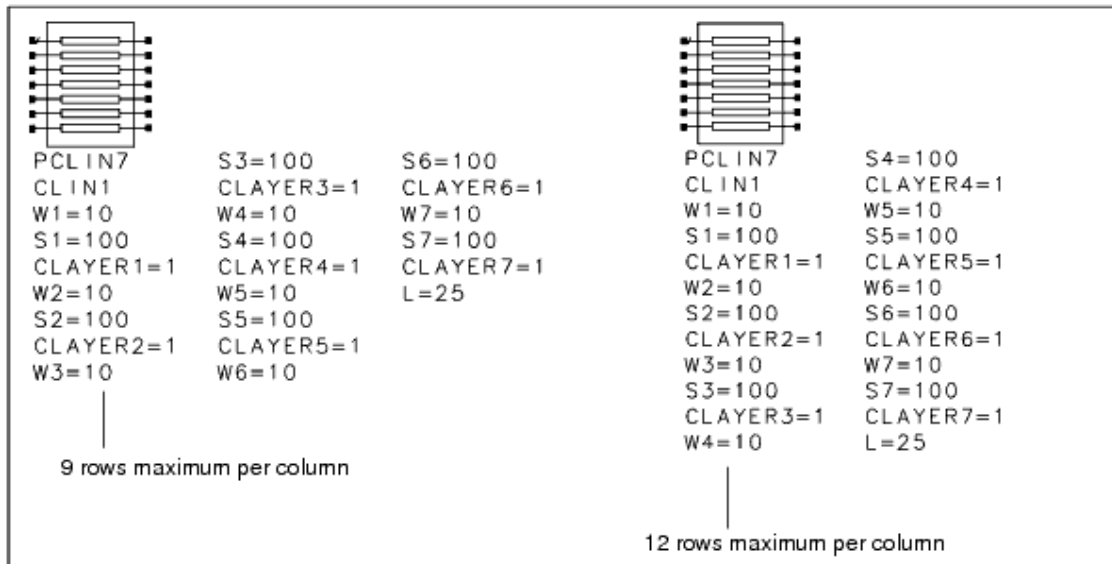 PCLIN7
CLIN1
W1=10
S1=100
CLAYER1=1
W2=10
S2=100
CLAYER2=1
W3=10
S3=100
CLAYER3=1
W4=10
S4=100
CLAYER4=1
W5=10
S5=100
CLAYER5=1
W6=10
S6=100
CLAYER6=1
W7=10
S7=100
CLAYER7=1
L=25
9 rows maximum per column
PCLIN7
CLIN1
W1=10
S1=100
CLAYER1=1
W2=10
S2=100
CLAYER2=1
W3=10
S3=100
CLAYER3=1
W4=10
S4=100
CLAYER4=1
W5=10
S5=100
CLAYER5=1
W6=10
S6=100
CLAYER6=1
W7=10
S7=100
CLAYER7=1
L=25
12 rows maximum per column